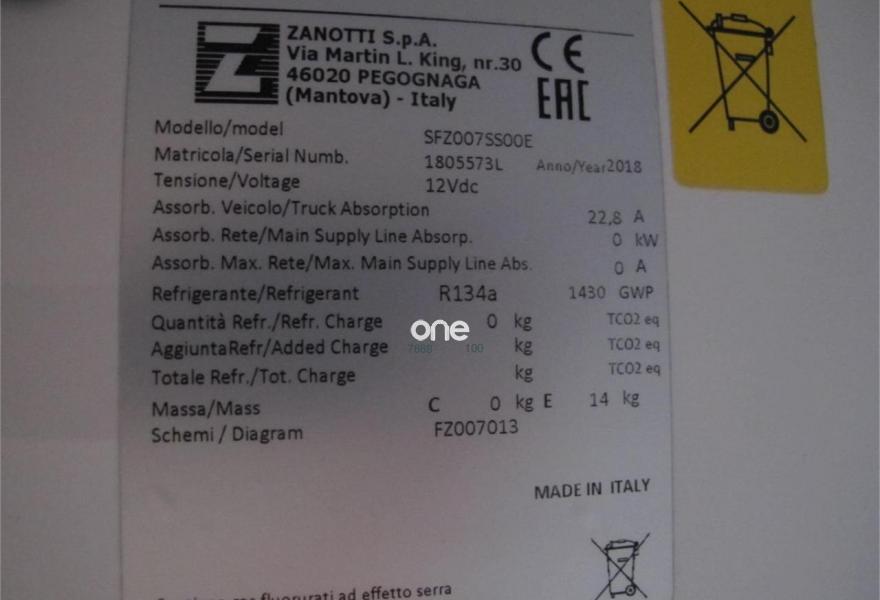 ZANOTTI S.p.A.
Via Martin L. King, nr.30
46020 PEGOGNAGA
(Mantova) - Italy
CE
EAC
Modello/model SFZ007SS00E
Matricola/Serial Numb. 1805573L Anno/Year2018
Tensione/Voltage 12Vdc
Assorb. Veicolo/Truck Absorption 22,8 A
Assorb. Rete/Main Supply Line Absorp. 0 kW
Assorb. Max. Rete/Max. Main Supply Line Abs. 0 A
Refrigerante/Refrigerant R134a 1430 GWP
Quantità Refr./Refr. Charge 0 kg TCO2 eq
AggiuntaRefr/Added Charge kg TCO2 eq
Totale Refr./Tot. Charge kg TCO2 eq
one
100
Massa/Mass C 0 kg E 14 kg
Schemi / Diagram FZ007013
MADE IN ITALY
fluorurati ad effetto serra